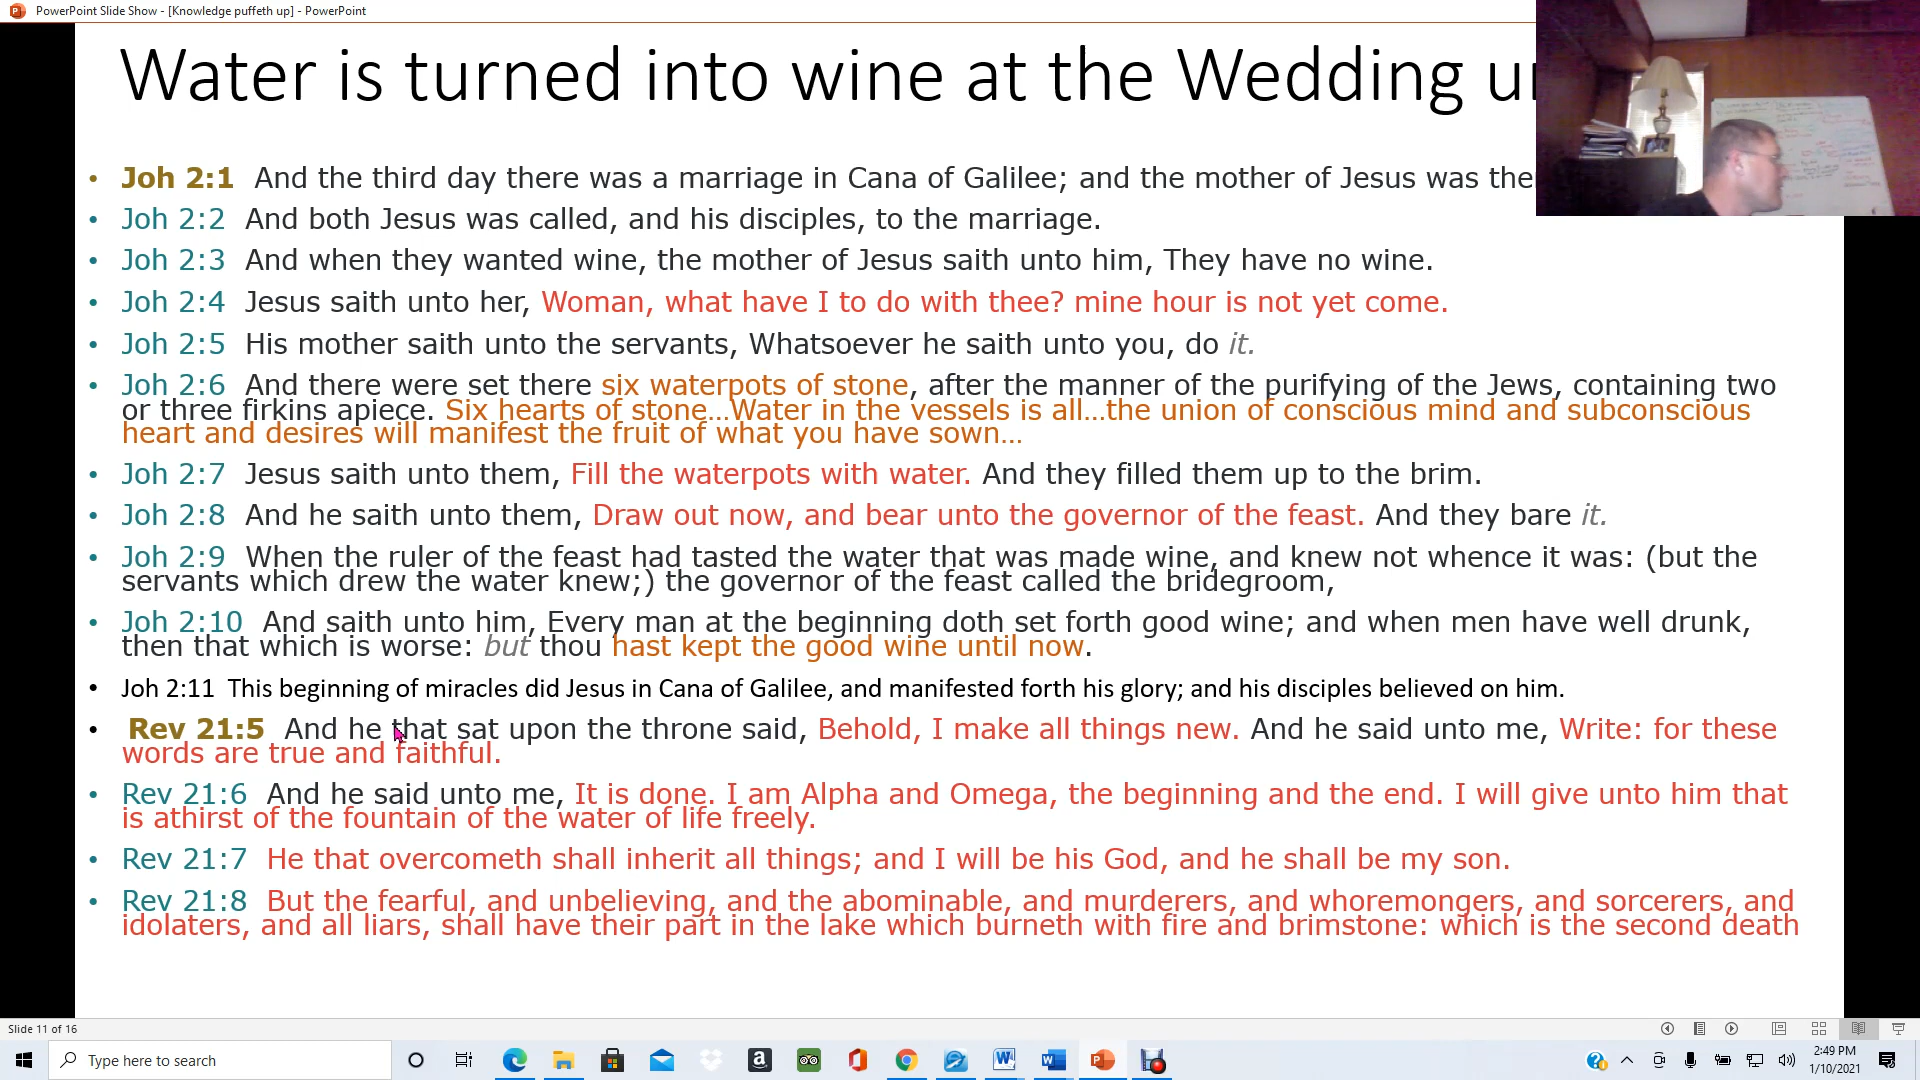 PowerPoint Slide Show - [Knowledge puffeth up] - PowerPoint
Water is turned into wine at the Wedding
• Joh 2:1 And the third day there was a marriage in Cana of Galilee; and the mother of Jesus was
• Joh 2:2 And both Jesus was called, and his disciples, to the marriage.
• Joh 2:3 And when they wanted wine, the mother of Jesus saith unto him, They have no wine.
• Joh 2:4 Jesus saith unto her, Woman, what have I to do with thee? mine hour is not yet come.
• Joh 2:5 His mother saith unto the servants, Whatsoever he saith unto you, do it.
• Joh 2:6 And there were set there six waterpots of stone, after the manner of the purifying of the Jews, containing two
or three firkins apiece. Six hearts of stone…Water in the vessels is all…the union of conscious mind and subconscious
heart and desires will manifest the fruit of what you have sown…
• Joh 2:7 Jesus saith unto them, Fill the waterpots with water. And they filled them up to the brim.
• Joh 2:8 And he saith unto them, Draw out now, and bear unto the governor of the feast. And they bare it.
• Joh 2:9 When the ruler of the feast had tasted the water that was made wine, and knew not whence it was: (but the
servants which drew the water knew;) the governor of the feast called the bridegroom,
• Joh 2:10 And saith unto him, Every man at the beginning doth set forth good wine; and when men have well drunk,
then that which is worse: but thou hast kept the good wine until now.
• Joh 2:11 This beginning of miracles did Jesus in Cana of Galilee, and manifested forth his glory; and his disciples believed on him.
• Rev 21:5 And he that sat upon the throne said, Behold, I make all things new. And he said unto me, Write: for these
words are true and faithful.
• Rev 21:6 And he said unto me, It is done. I am Alpha and Omega, the beginning and the end. I will give unto him that
is athirst of the fountain of the water of life freely.
• Rev 21:7 He that overcometh shall inherit all things; and I will be his God, and he shall be my son.
• Rev 21:8 But the fearful, and unbelieving, and the abominable, and murderers, and whoremongers, and sorcerers, and
idolaters, and all liars, shall have their part in the lake which burneth with fire and brimstone: which is the second death
Slide 11 of 16
Type here to search
2:49 PM
1/10/2021